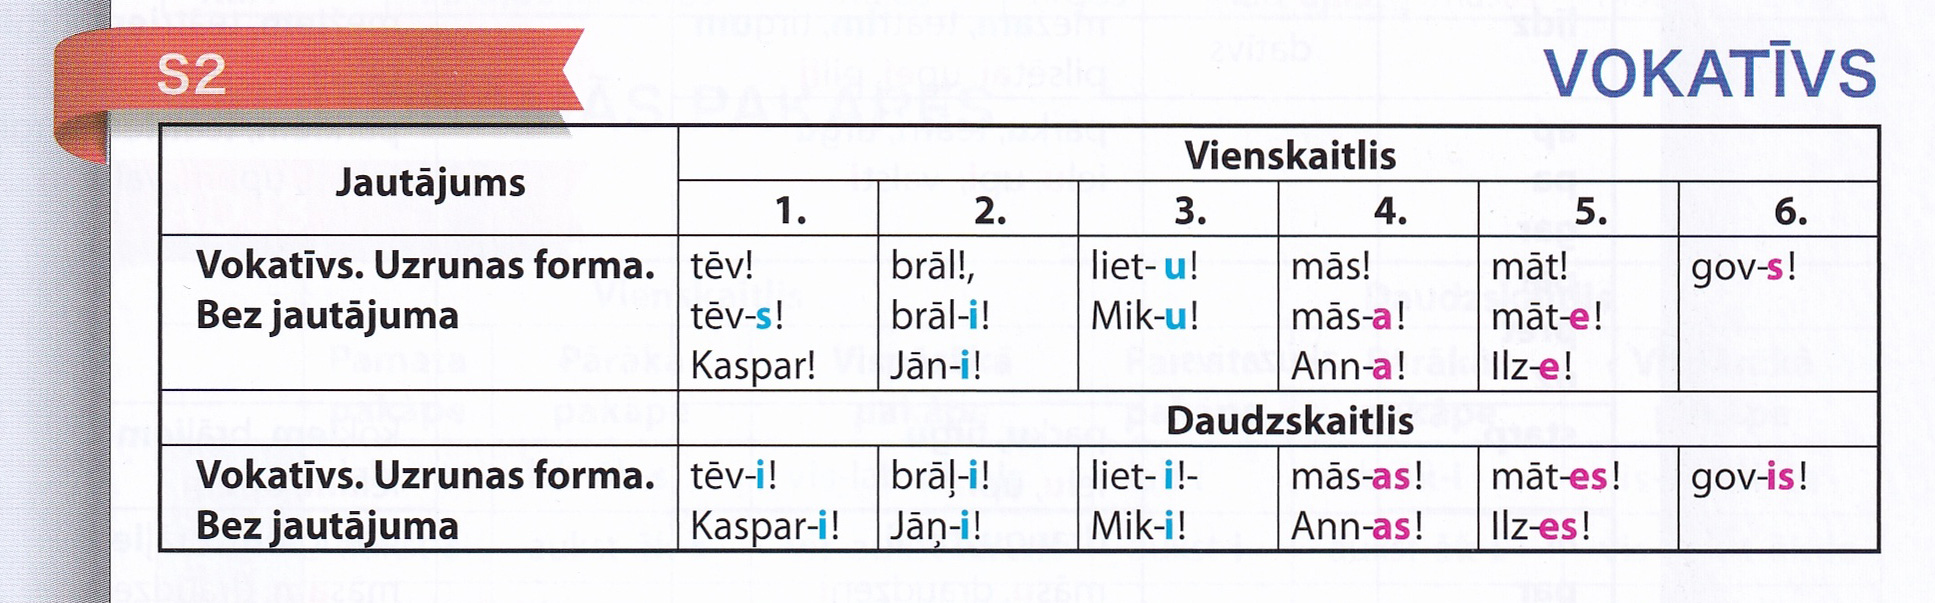 S2
VOKATĪVS
Jautājums Vienskaitlis
1. 2. 3. 4. 5. 6.
Vokatīvs. Uzrunas forma. tēv! brāl!, liet- u! mās! māt! gov-s!
Bez jautājuma tēv-s! brāl-i! Mik-u! mās-a! māt-e!
Kaspar! Jān-i! Ann-a! Ilz-e!
Daudzskaitlis
Vokatīvs. Uzrunas forma. tēv-i! brāļ-i! liet- i!- mās-as! māt-es! gov-is!
Bez jautājuma Kaspar-i! Jāņ-i! Mik-i! Ann-as! Ilz-es!